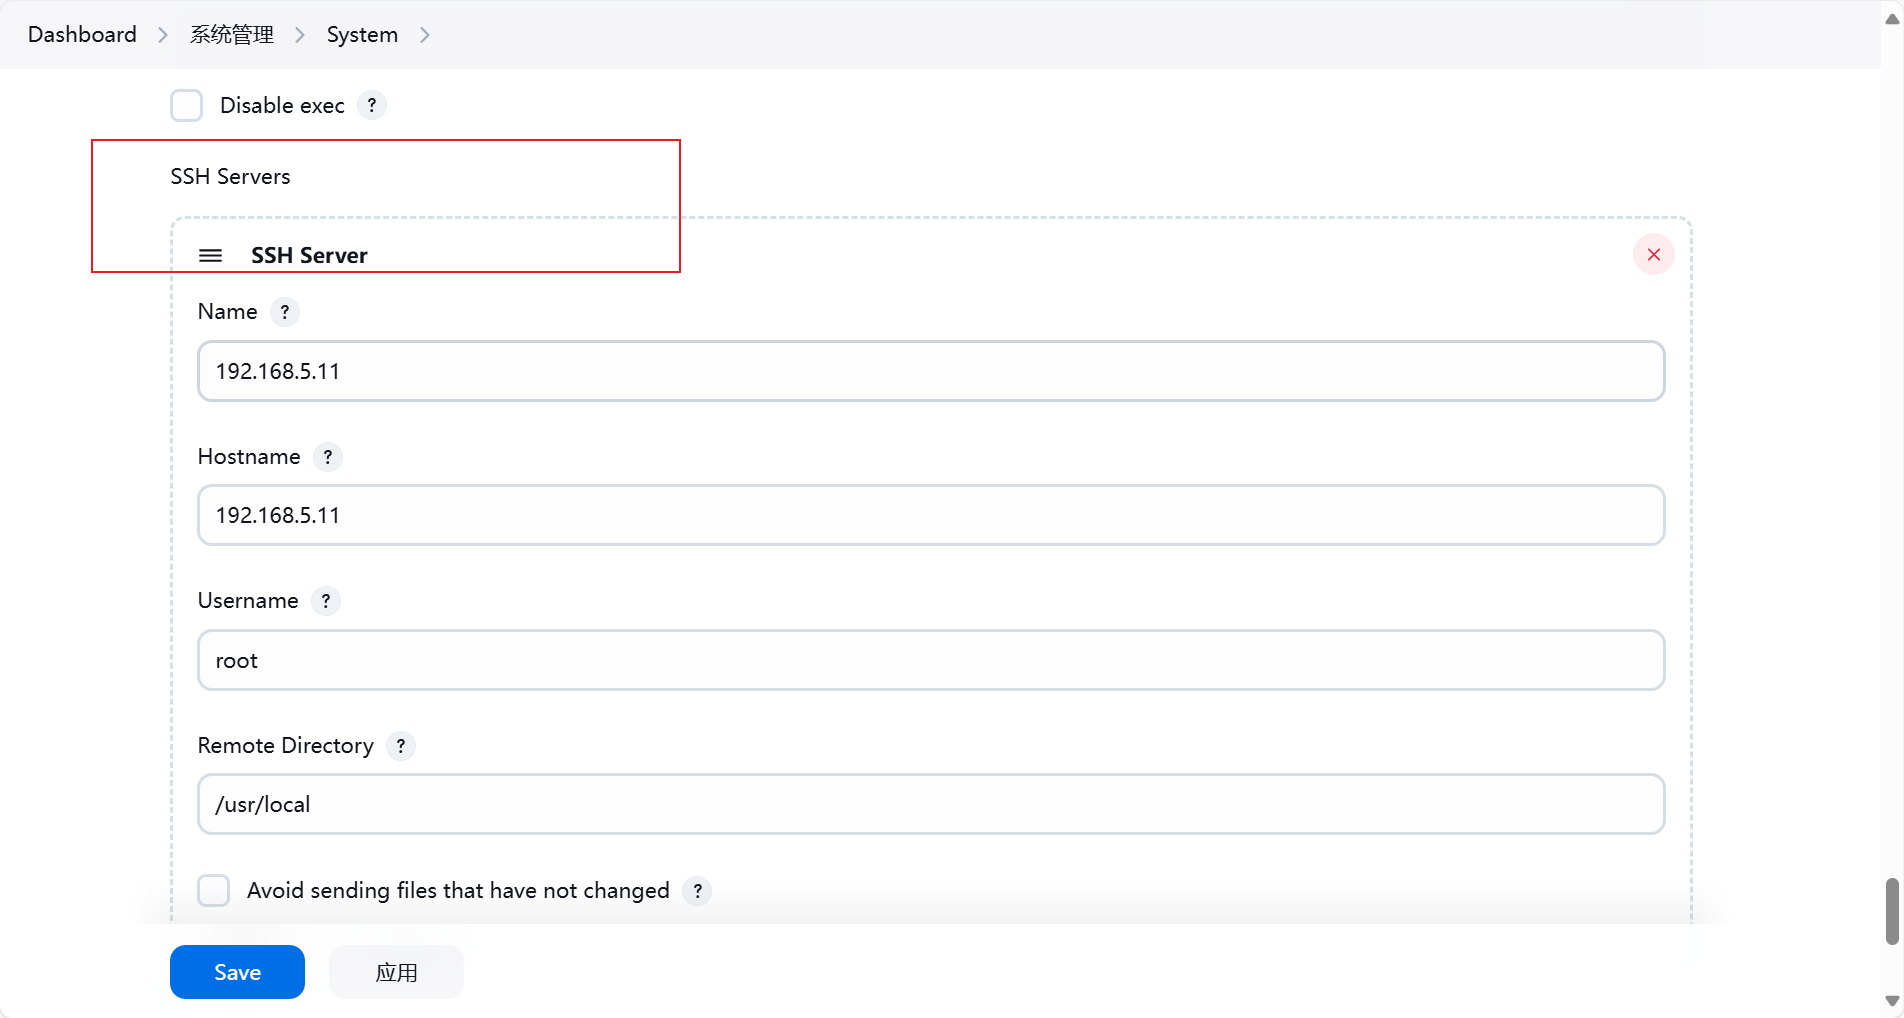 Dashboard > 系统管理 > System >
Disable exec ?
SSH Servers
SSH Server
Name ?
192.168.5.11
Hostname ?
192.168.5.11
Username ?
root
Remote Directory ?
/usr/local
Avoid sending files that have not changed ?
Save 应用